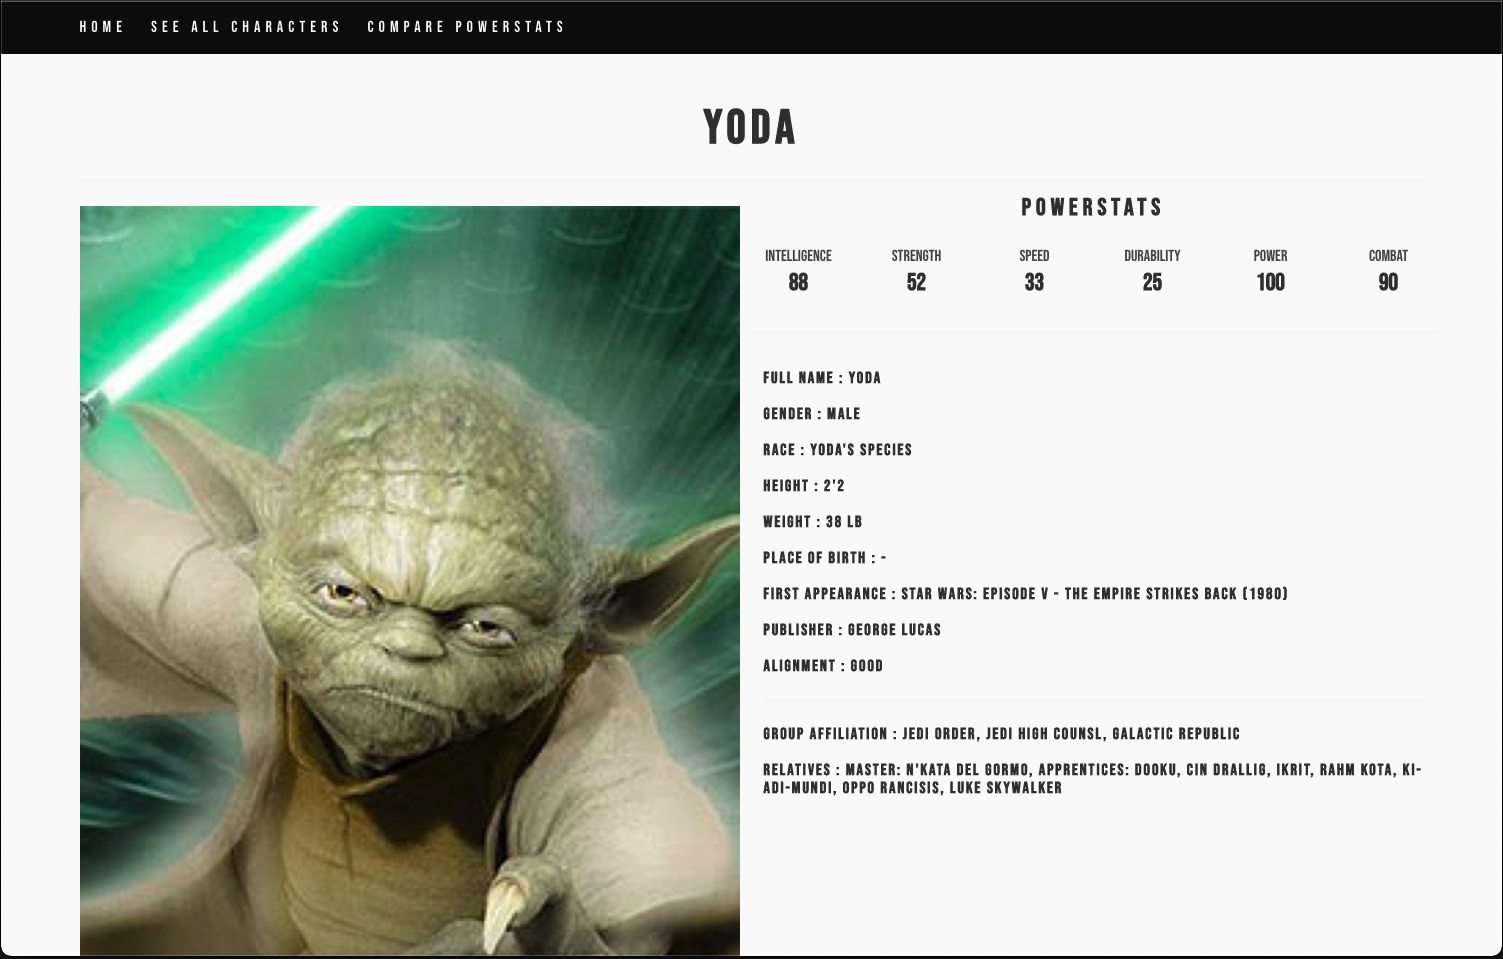 HOME SEE ALL CHARACTERS COMPARE POWERSTATS
YODA
POWERSTATS
INTELLIGENCE STRENGTH SPEED DURABILITY POWER COMBAT
88 52 33 25 100 90
FULL NAME : YODA
GENDER : MALE
RACE : YODA'S SPECIES
HEIGHT : 2'2
WEIGHT : 38 LB
PLACE OF BIRTH : -
FIRST APPEARANCE : STAR WARS: EPISODE V - THE EMPIRE STRIKES BACK (1980)
PUBLISHER : GEORGE LUCAS
ALIGNMENT : GOOD
GROUP AFFILIATION : JEDI ORDER, JEDI HIGH COUNSL, GALACTIC REPUBLIC
RELATIVES : MASTER: N'KATA DEL GORMO, APPRENTICES: DOOKU, CIN DRALLIG, IKRIT, RAHM KOTA, KI-
ADI-MUNDI, OPPO RANCISIS, LUKE SKYWALKER